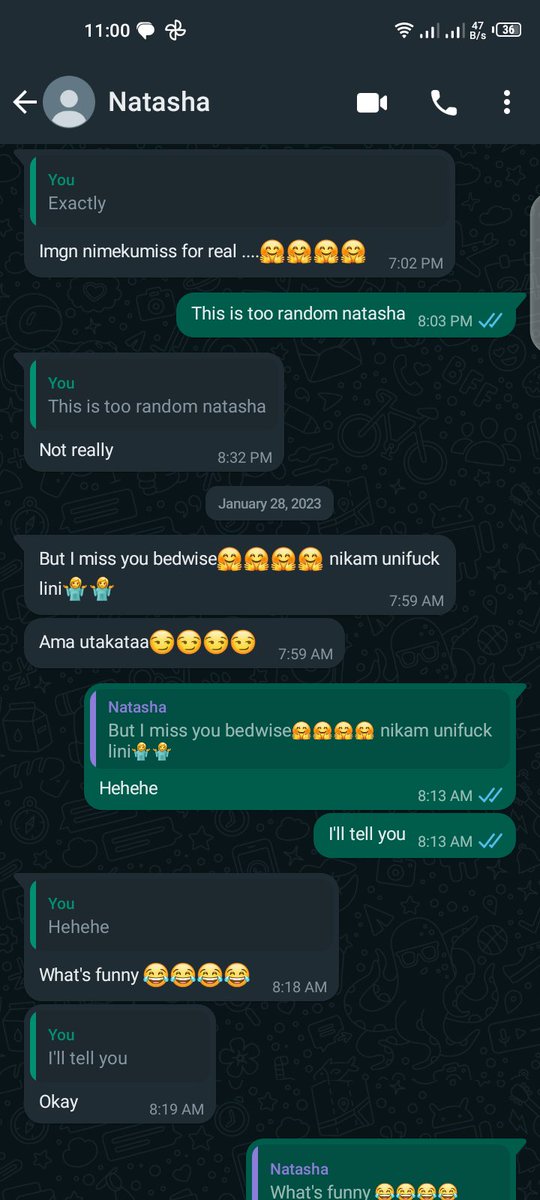 11:00
47
B/s
36
Natasha
You
Exactly
Imgn nimekumiss for real ....🤗🤗🤗🤗
7:02 PM
This is too random natasha
8:03 PM
You
This is too random natasha
Not really
8:32 PM
January 28, 2023
But I miss you bedwise🤗🤗🤗🤗 nikam unifuck
lini🤷‍♀️🤷‍♀️
7:59 AM
Ama utakataa😏😏😏😏
7:59 AM
Natasha
But I miss you bedwise🤗🤗🤗🤗 nikam unifuck
lini🤷‍♀️🤷‍♀️
Hehehe
8:13 AM
I'll tell you
8:13 AM
You
Hehehe
What's funny 😂😂😂😂
8:18 AM
You
I'll tell you
Okay
8:19 AM
Natasha
What's funny 😂😂😂😂